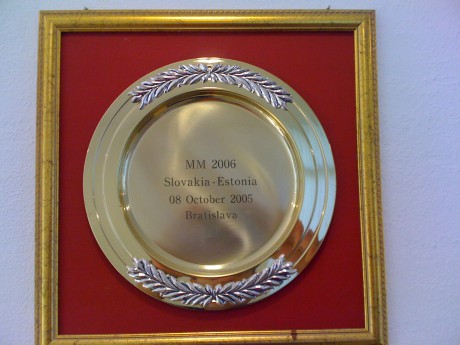 MM 2006
Slovakia - Estonia
08 October 2005
Bratislava